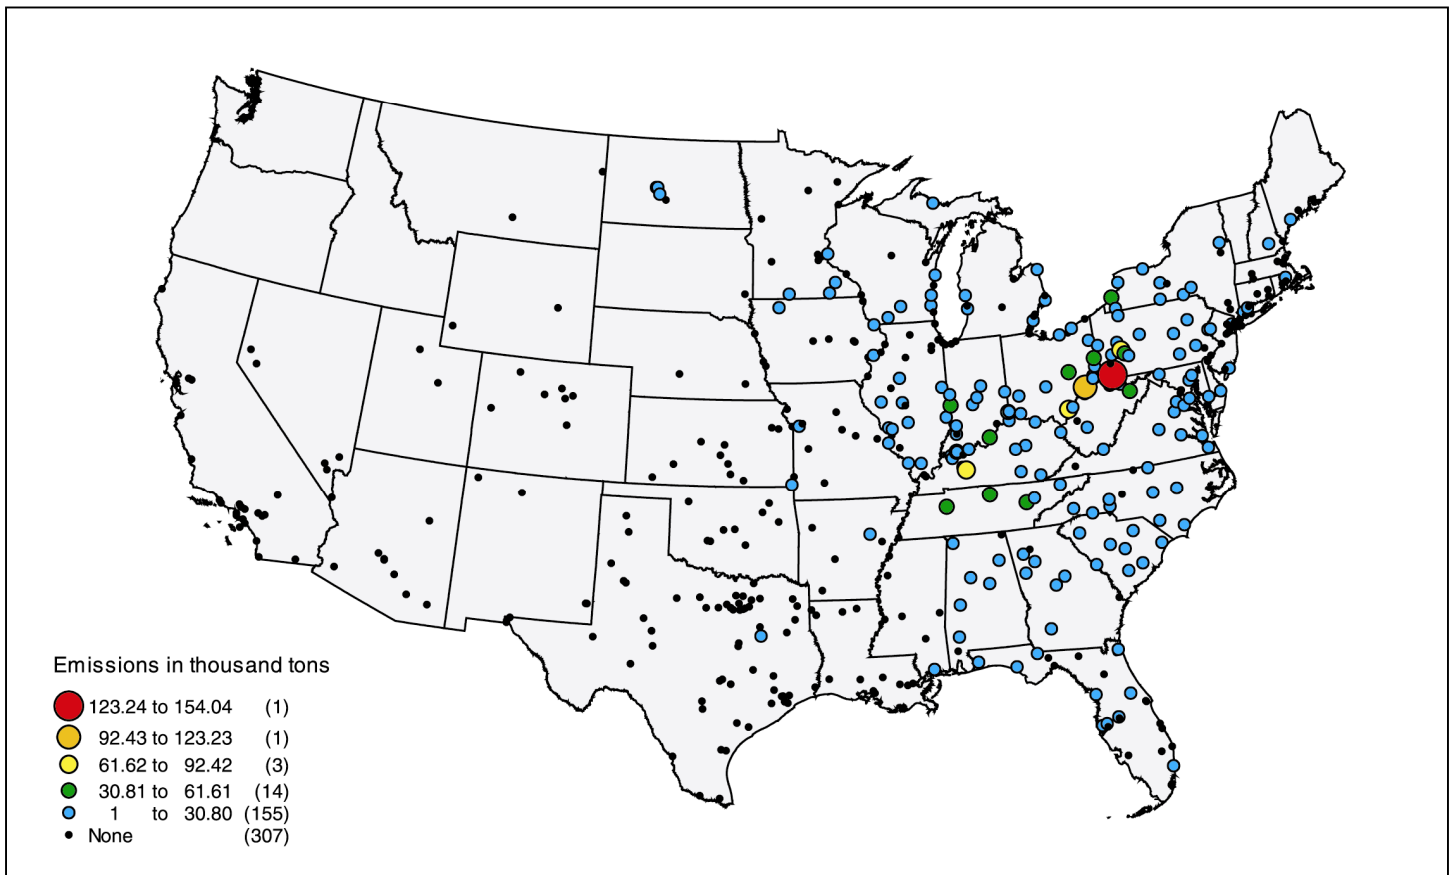 Emissions in thousand tons
123.24 to 154.04 (1)
92.43 to 123.23 (1)
61.62 to 92.42 (3)
30.81 to 61.61 (14)
1 to 30.80 (155)
None (307)